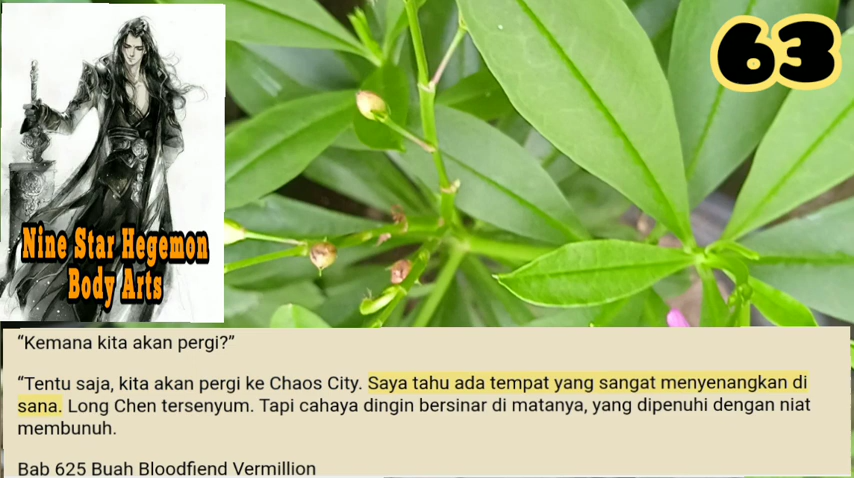 63
Nine Star Hegemon
Body Arts
“Kemana kita akan pergi?”
“Tentu saja, kita akan pergi ke Chaos City. Saya tahu ada tempat yang sangat menyenangkan di
sana. Long Chen tersenyum. Tapi cahaya dingin bersinar di matanya, yang dipenuhi dengan niat
membunuh.
Bab 625 Buah Bloodfiend Vermillion